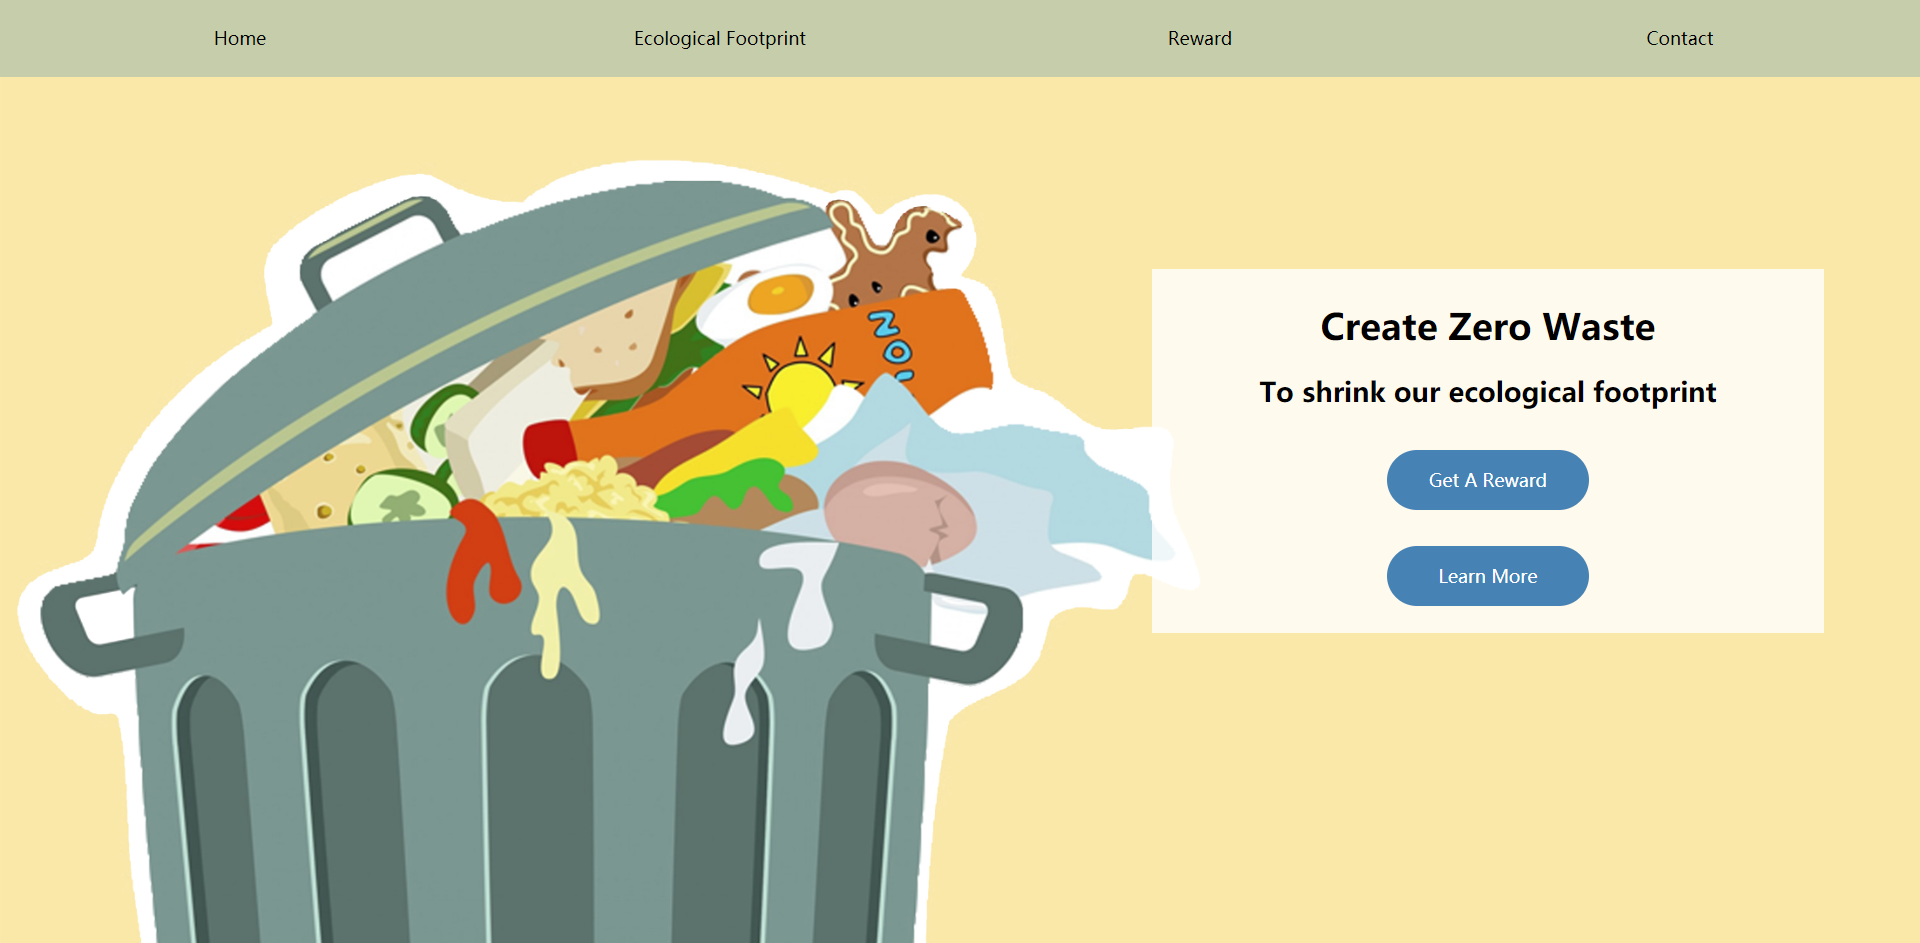 Home
Ecological Footprint
Reward
Contact
Create Zero Waste
To shrink our ecological footprint
Get A Reward
Learn More